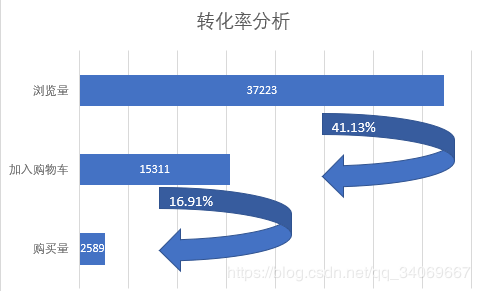 转化率分析
浏览量
37223
41.13%
加入购物车
15311
16.91%
购买量
2589
https://blog.csdn.net/qq_34069667